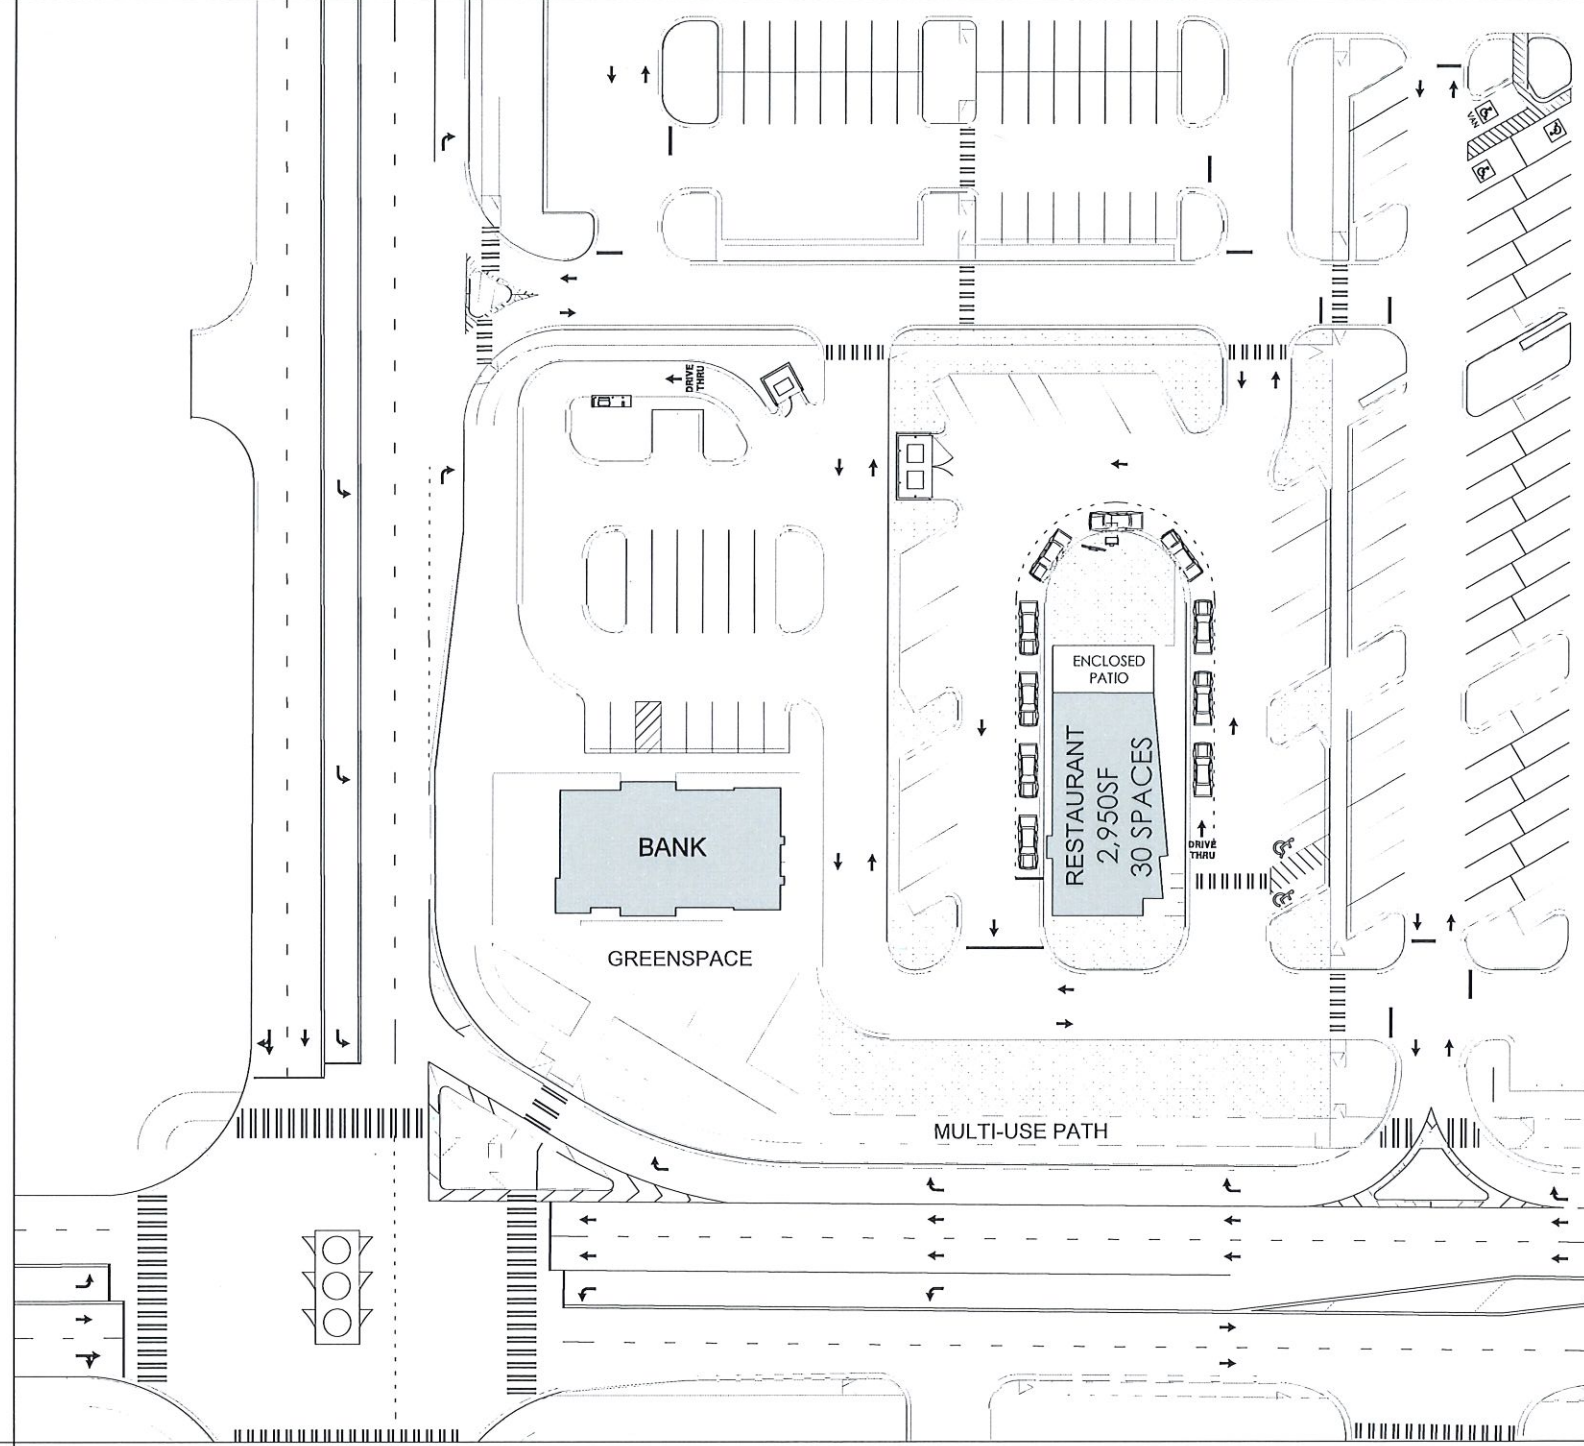 VAN
DRIVE
THRU
ENCLOSED
PATIO
RESTAURANT
2,950SF
30 SPACES
BANK
DRIVE
THRU
GREENSPACE
MULTI-USE PATH